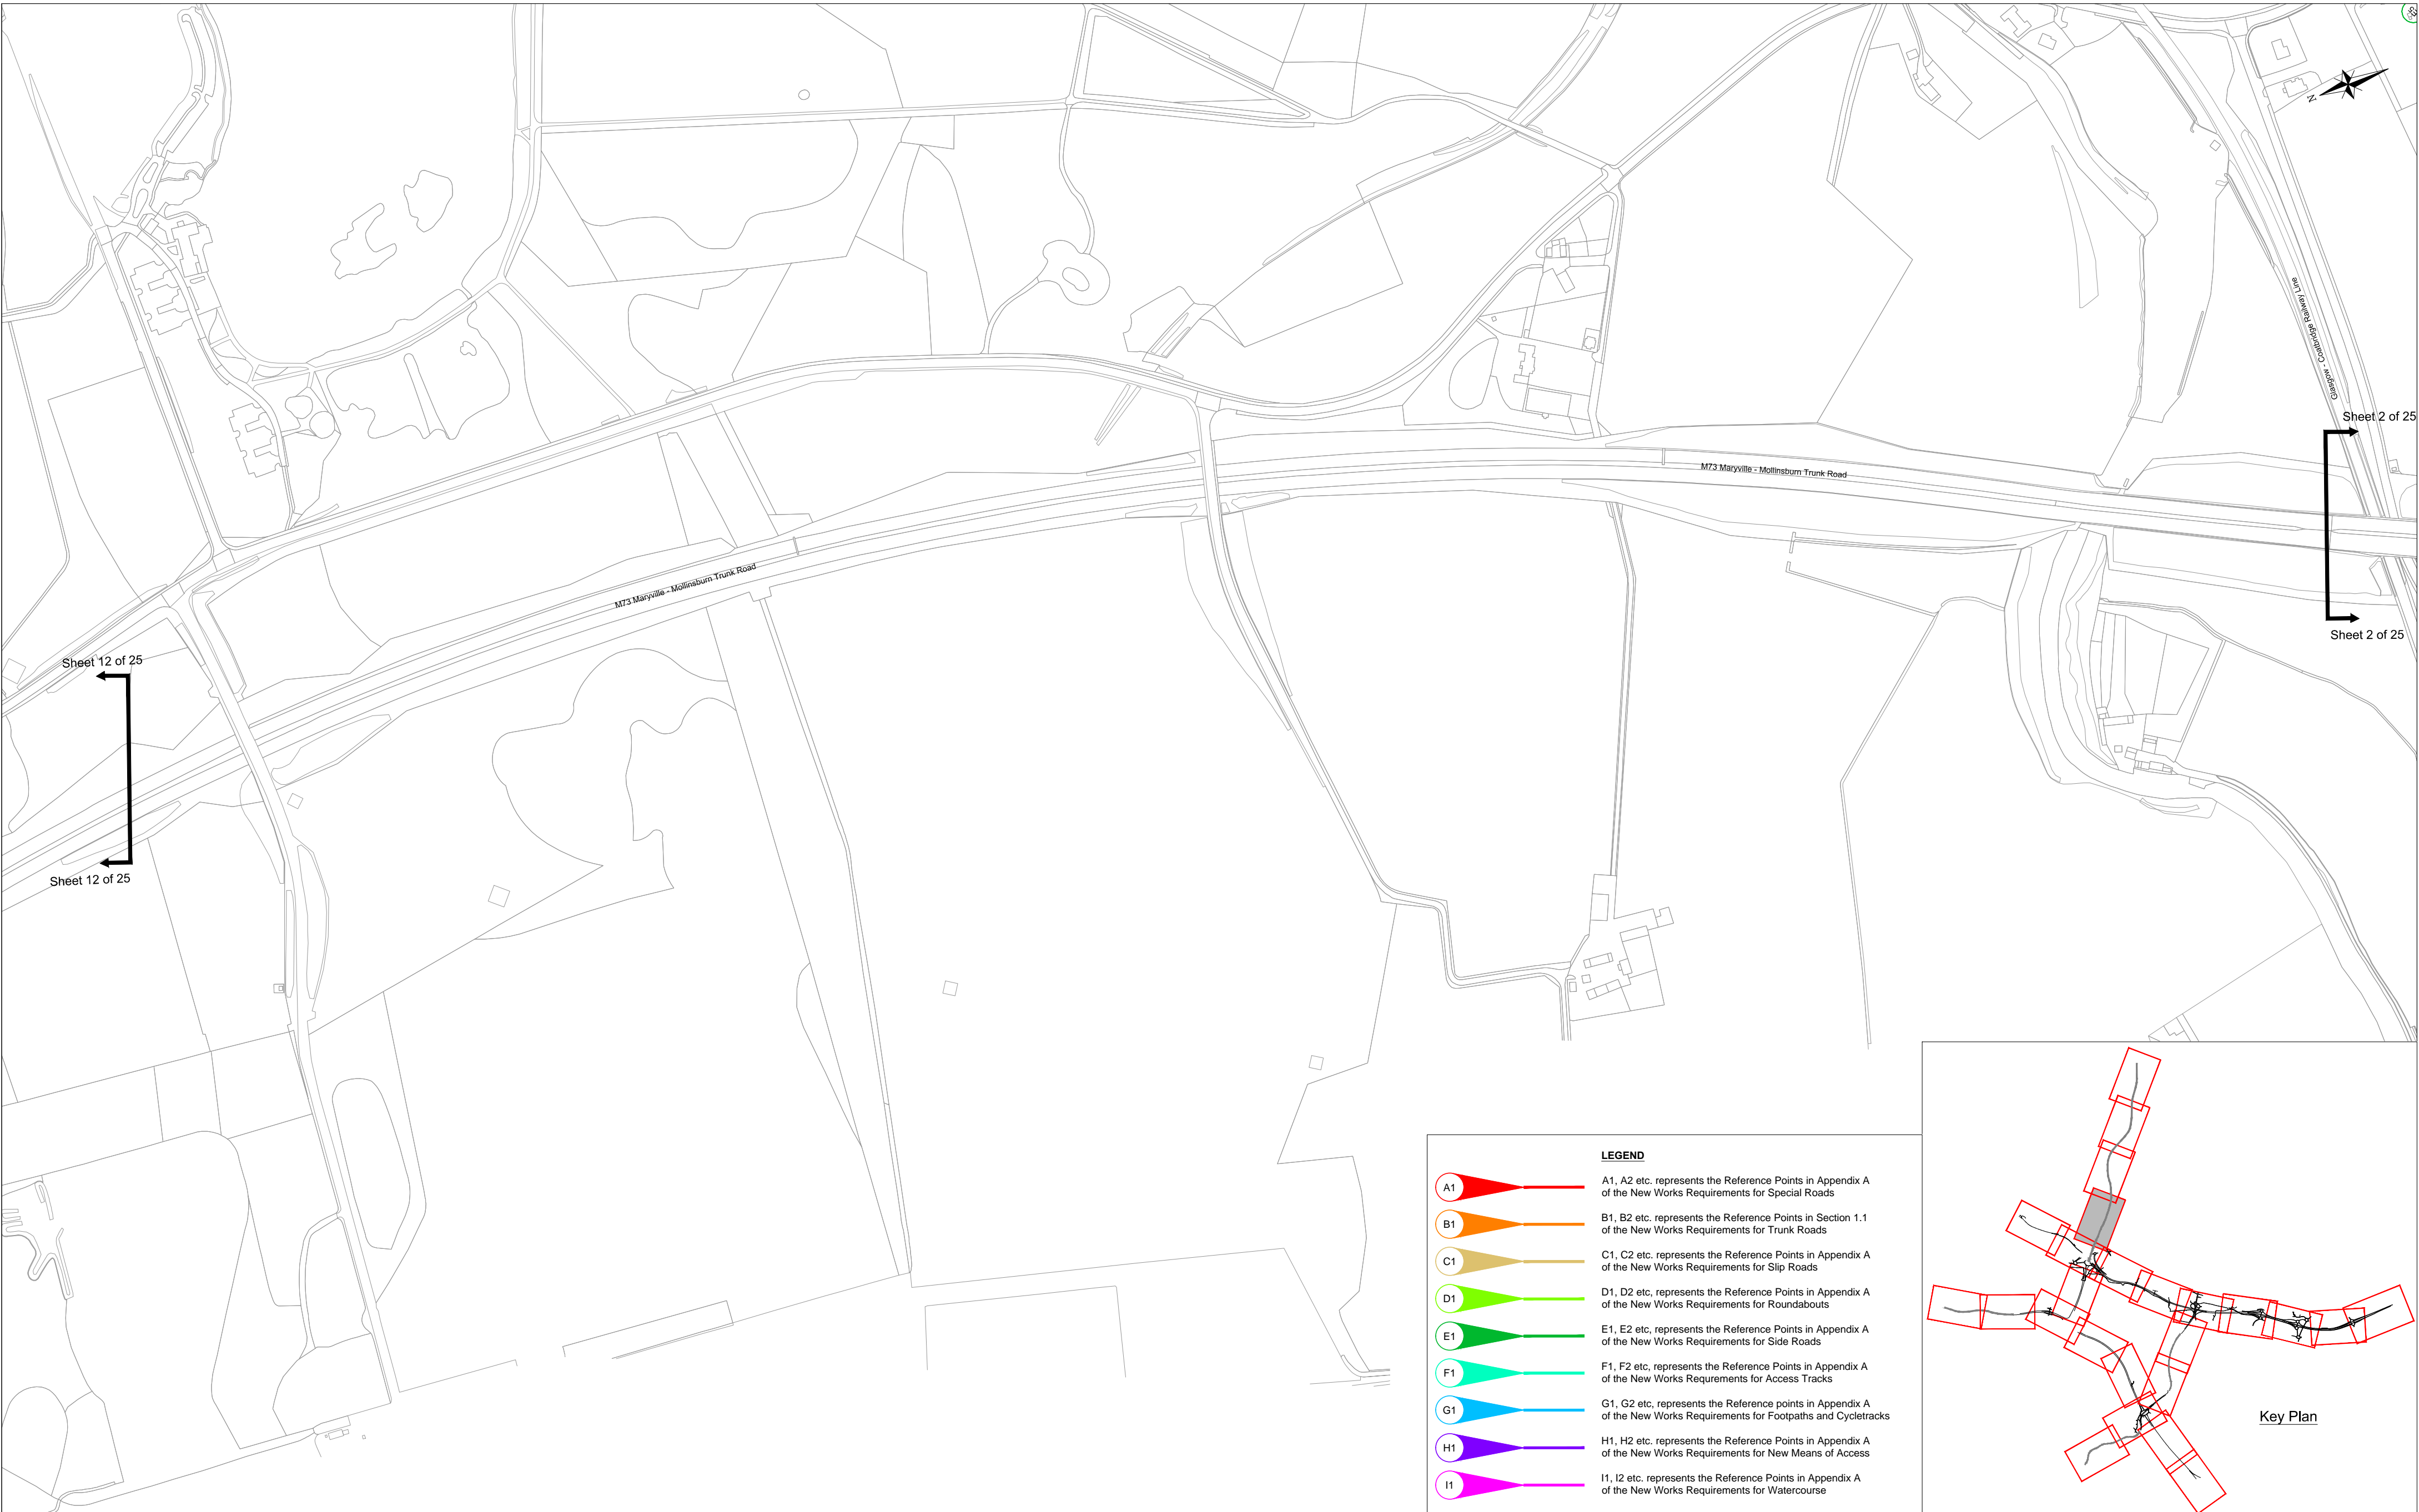 N
Glasgow - Coatbridge Railway Line
Sheet 2 of 25
M73 Maryville - Mollinsburn Trunk Road
M73 Maryville - Mollinsburn Trunk Road
Sheet 2 of 25
Sheet 12 of 25
Sheet 12 of 25
LEGEND
A1
A1, A2 etc. represents the Reference Points in Appendix A
of the New Works Requirements for Special Roads
B1
B1, B2 etc. represents the Reference Points in Section 1.1
of the New Works Requirements for Trunk Roads
C1
C1, C2 etc. represents the Reference Points in Appendix A
of the New Works Requirements for Slip Roads
D1
D1, D2 etc, represents the Reference Points in Appendix A
of the New Works Requirements for Roundabouts
E1
E1, E2 etc, represents the Reference Points in Appendix A
of the New Works Requirements for Side Roads
F1
F1, F2 etc, represents the Reference Points in Appendix A
of the New Works Requrements for Access Tracks
G1
G1, G2 etc, represents the Reference points in Appendix A
of the New Works Requirements for Footpaths and Cycletracks
H1
H1, H2 etc. represents the Reference Points in Appendix A
of the New Works Requirements for New Means of Access
I1
I1, I2 etc. represents the Reference Points in Appendix A
of the New Works Requirements for Watercourse
Key Plan